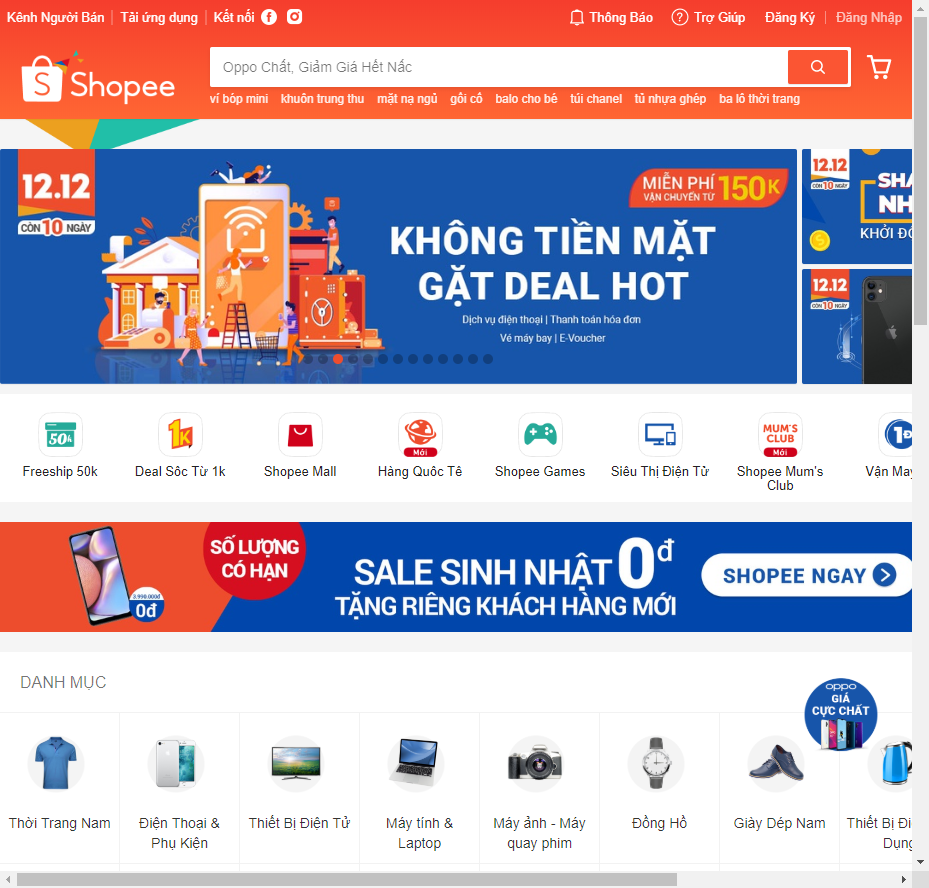 Kênh Người Bán
Tải ứng dụng
Kết nối
Thông Báo
Trợ Giúp
Đăng Ký
Đăng Nhập
Shopee
Oppo Chất, Giảm Giá Hết Nấc
ví bóp mini
khuôn trung thu
mặt nạ ngủ
gối cổ
balo cho bé
túi chanel
tủ nhựa ghép
ba lô thời trang
12.12
CÒN 10 NGÀY
MIỄN PHÍ
VẬN CHUYỂN TỪ 150K
KHÔNG TIỀN MẶT
GẶT DEAL HOT
Dịch vụ điện thoại | Thanh toán hóa đơn
Vé máy bay | E-Voucher
12.12
CÒN 10 NGÀY
SHA
NH
KHỞI ĐỘ
12.12
CÒN 10 NGÀY
50k
Freeship 50k
1K
Deal Sốc Từ 1k
Shopee Mall
Mới
Hàng Quốc Tế
Shopee Games
Siêu Thị Điện Tử
MUM'S
CLUB
Mới
Shopee Mum's
Club
1Đ
Vận May
3.990.000đ
0đ
SỐ LƯỢNG
CÓ HẠN
SALE SINH NHẬT 0đ
TẶNG RIÊNG KHÁCH HÀNG MỚI
SHOPEE NGAY
DANH MỤC
oppo
GIÁ
CỰC CHẤT
Thời Trang Nam
Điện Thoại &
Phụ Kiện
Thiết Bị Điện Tử
Máy tính &
Laptop
Máy ảnh - Máy
quay phim
Đồng Hồ
Giày Dép Nam
Thiết Bị Đi
Dụng